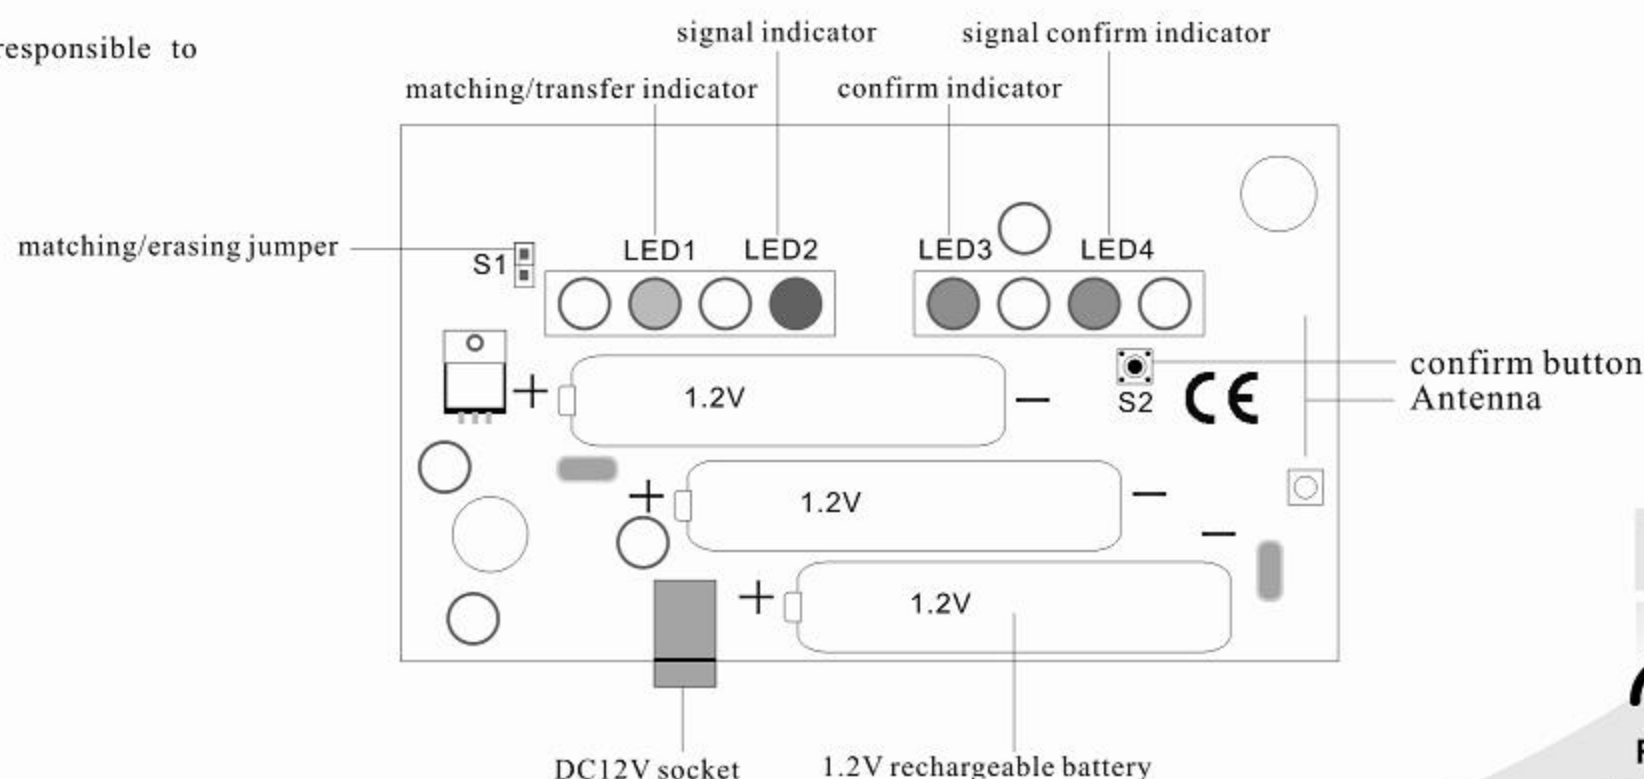 responsible to
signal indicator
signal confirm indicator
matching/transfer indicator
confirm indicator
matching/erasing jumper
S1
LED1
LED2
LED3
LED4
confirm button
Antenna
+
1.2V
—
S2
CE
+
1.2V
—
—
+
1.2V
DC12V socket
1.2V rechargeable battery